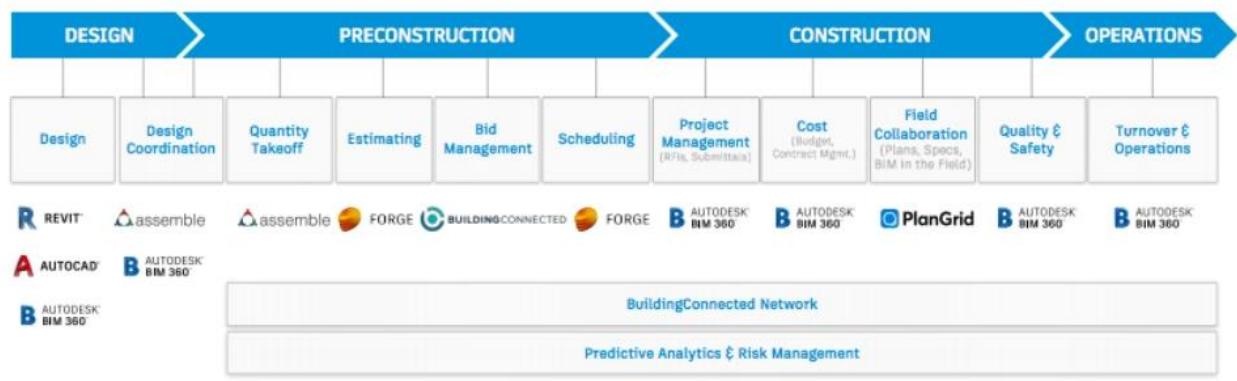 DESIGN
PRECONSTRUCTION
CONSTRUCTION
OPERATIONS
Design
Design
Coordination
Quantity
Takeoff
Estimating
Bid
Management
Scheduling
Project
Management
(RFIs, Submittals)
Cost
(Budget,
Contract Mgmt.)
Field
Collaboration
(Plans, Specs,
BIM in the Field)
Quality &
Safety
Turnover &
Operations
R REVIT
assemble
assemble
FORGE
BUILDINGCONNECTED
FORGE
B AUTODESK
BIM 360
B AUTODESK
BIM 360
PlanGrid
B AUTODESK
BIM 360
B AUTODESK
BIM 360
A AUTOCAD
B AUTODESK
BIM 360
B AUTODESK
BIM 360
BuildingConnected Network
Predictive Analytics & Risk Management